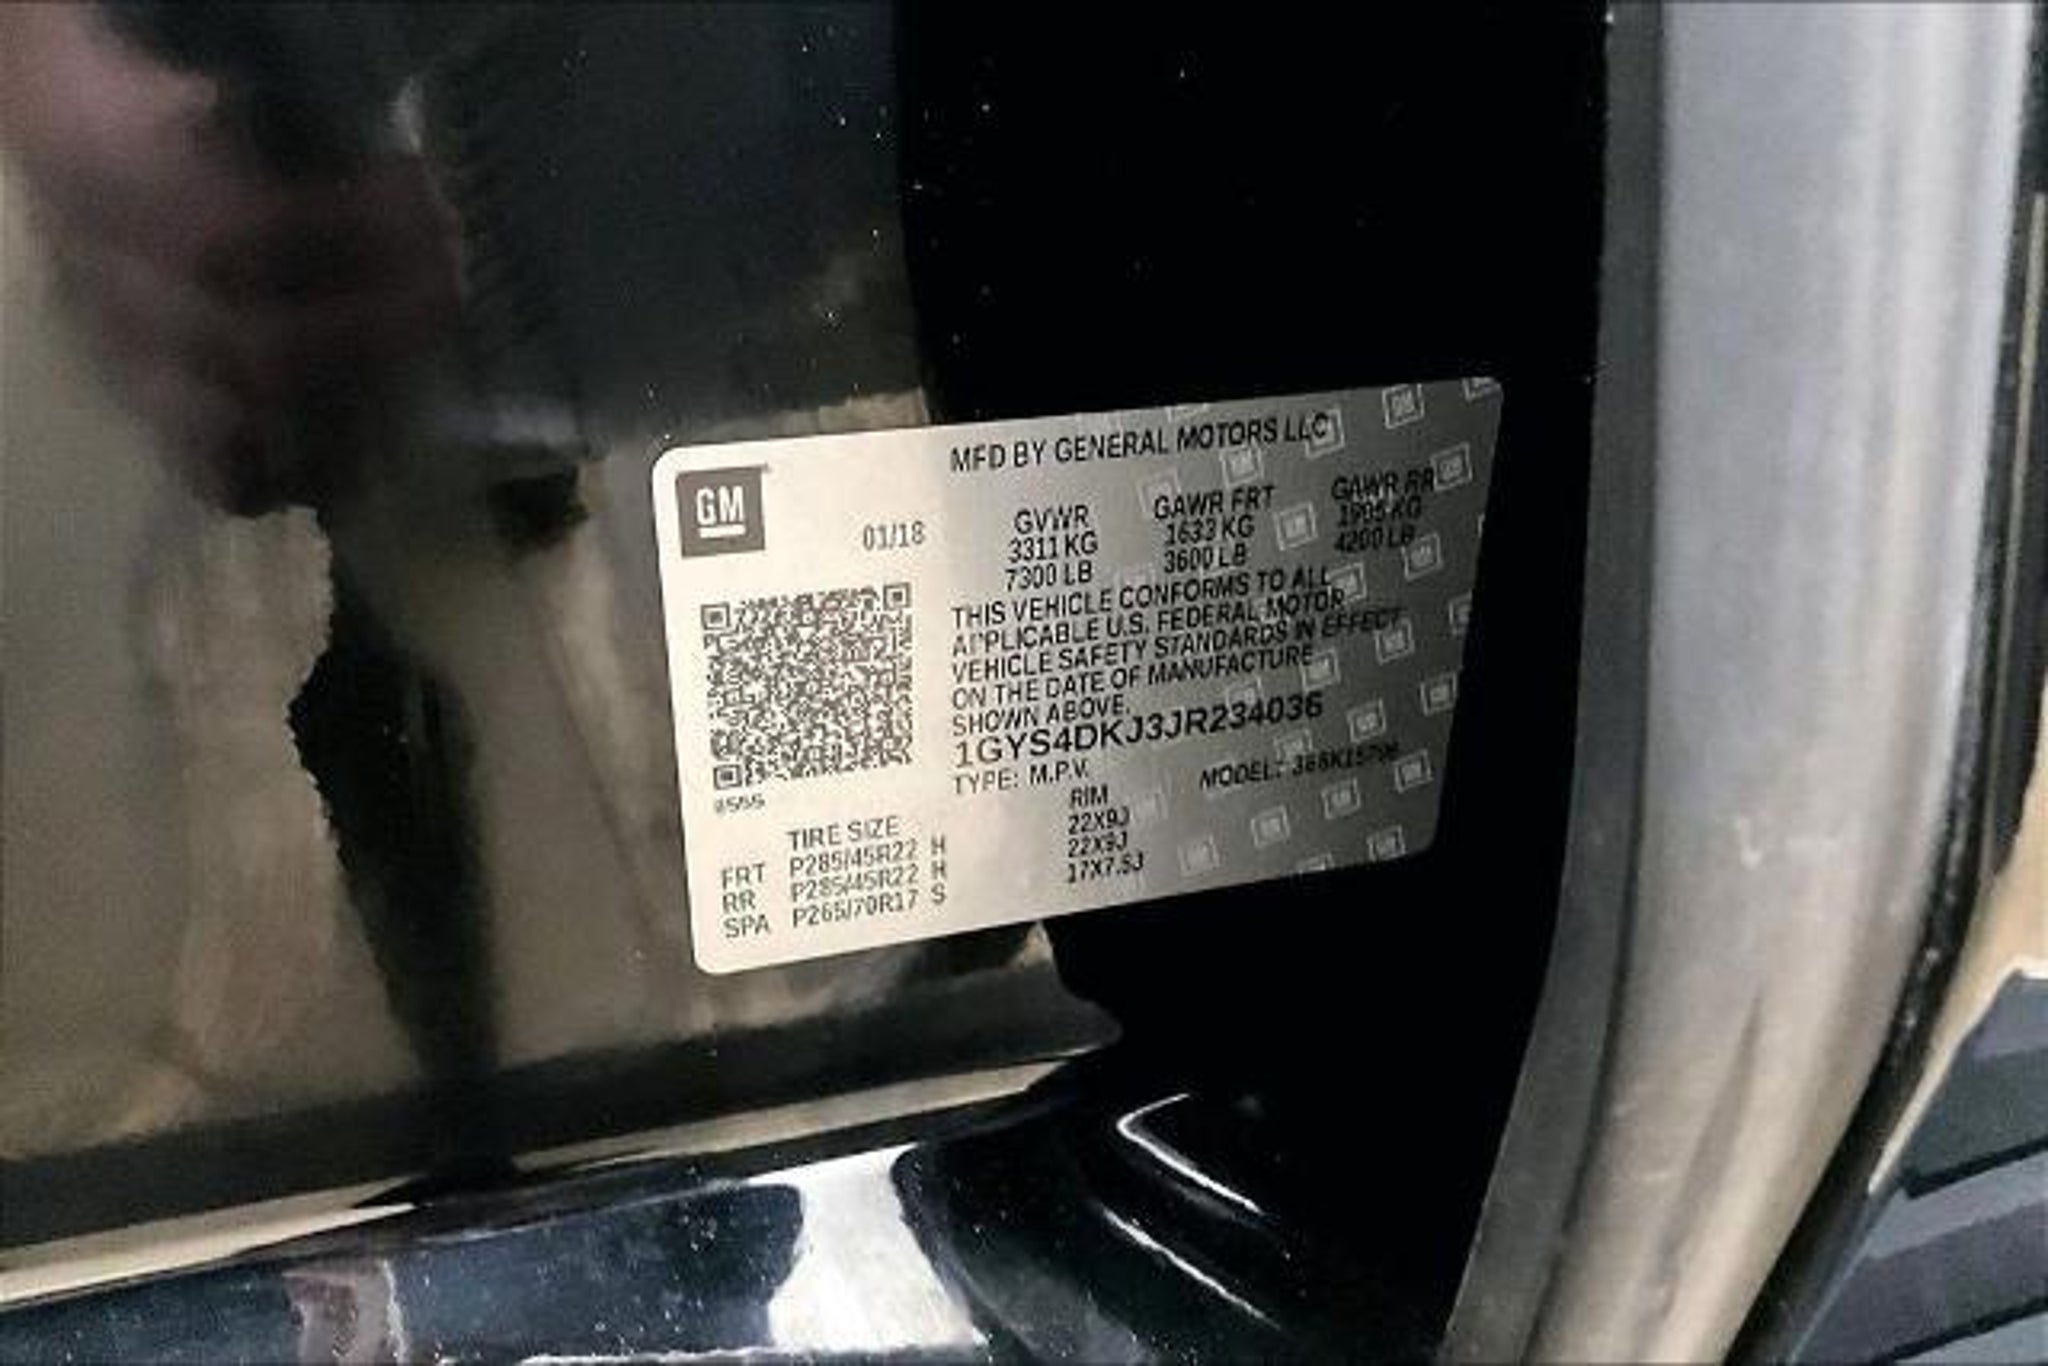 GM
01/18
MFD BY GENERAL MOTORS LLC
GVWR GAWR FRT GAWR RR
3311 KG 1633 KG 1905 KG
7300 LB 3600 LB 4200 LB
THIS VEHICLE CONFORMS TO ALL
APPLICABLE U.S. FEDERAL MOTOR
VEHICLE SAFETY STANDARDS IN EFFECT
ON THE DATE OF MANUFACTURE
SHOWN ABOVE.
1GYS4DKJ3JR234036
TYPE: M.P.V. MODEL:
TIRE SIZE RIM
FRT P285/45R22 H 22X9J
RR P285/45R22 H 22X9J
SPA P265/70R17 S 17X7.5J